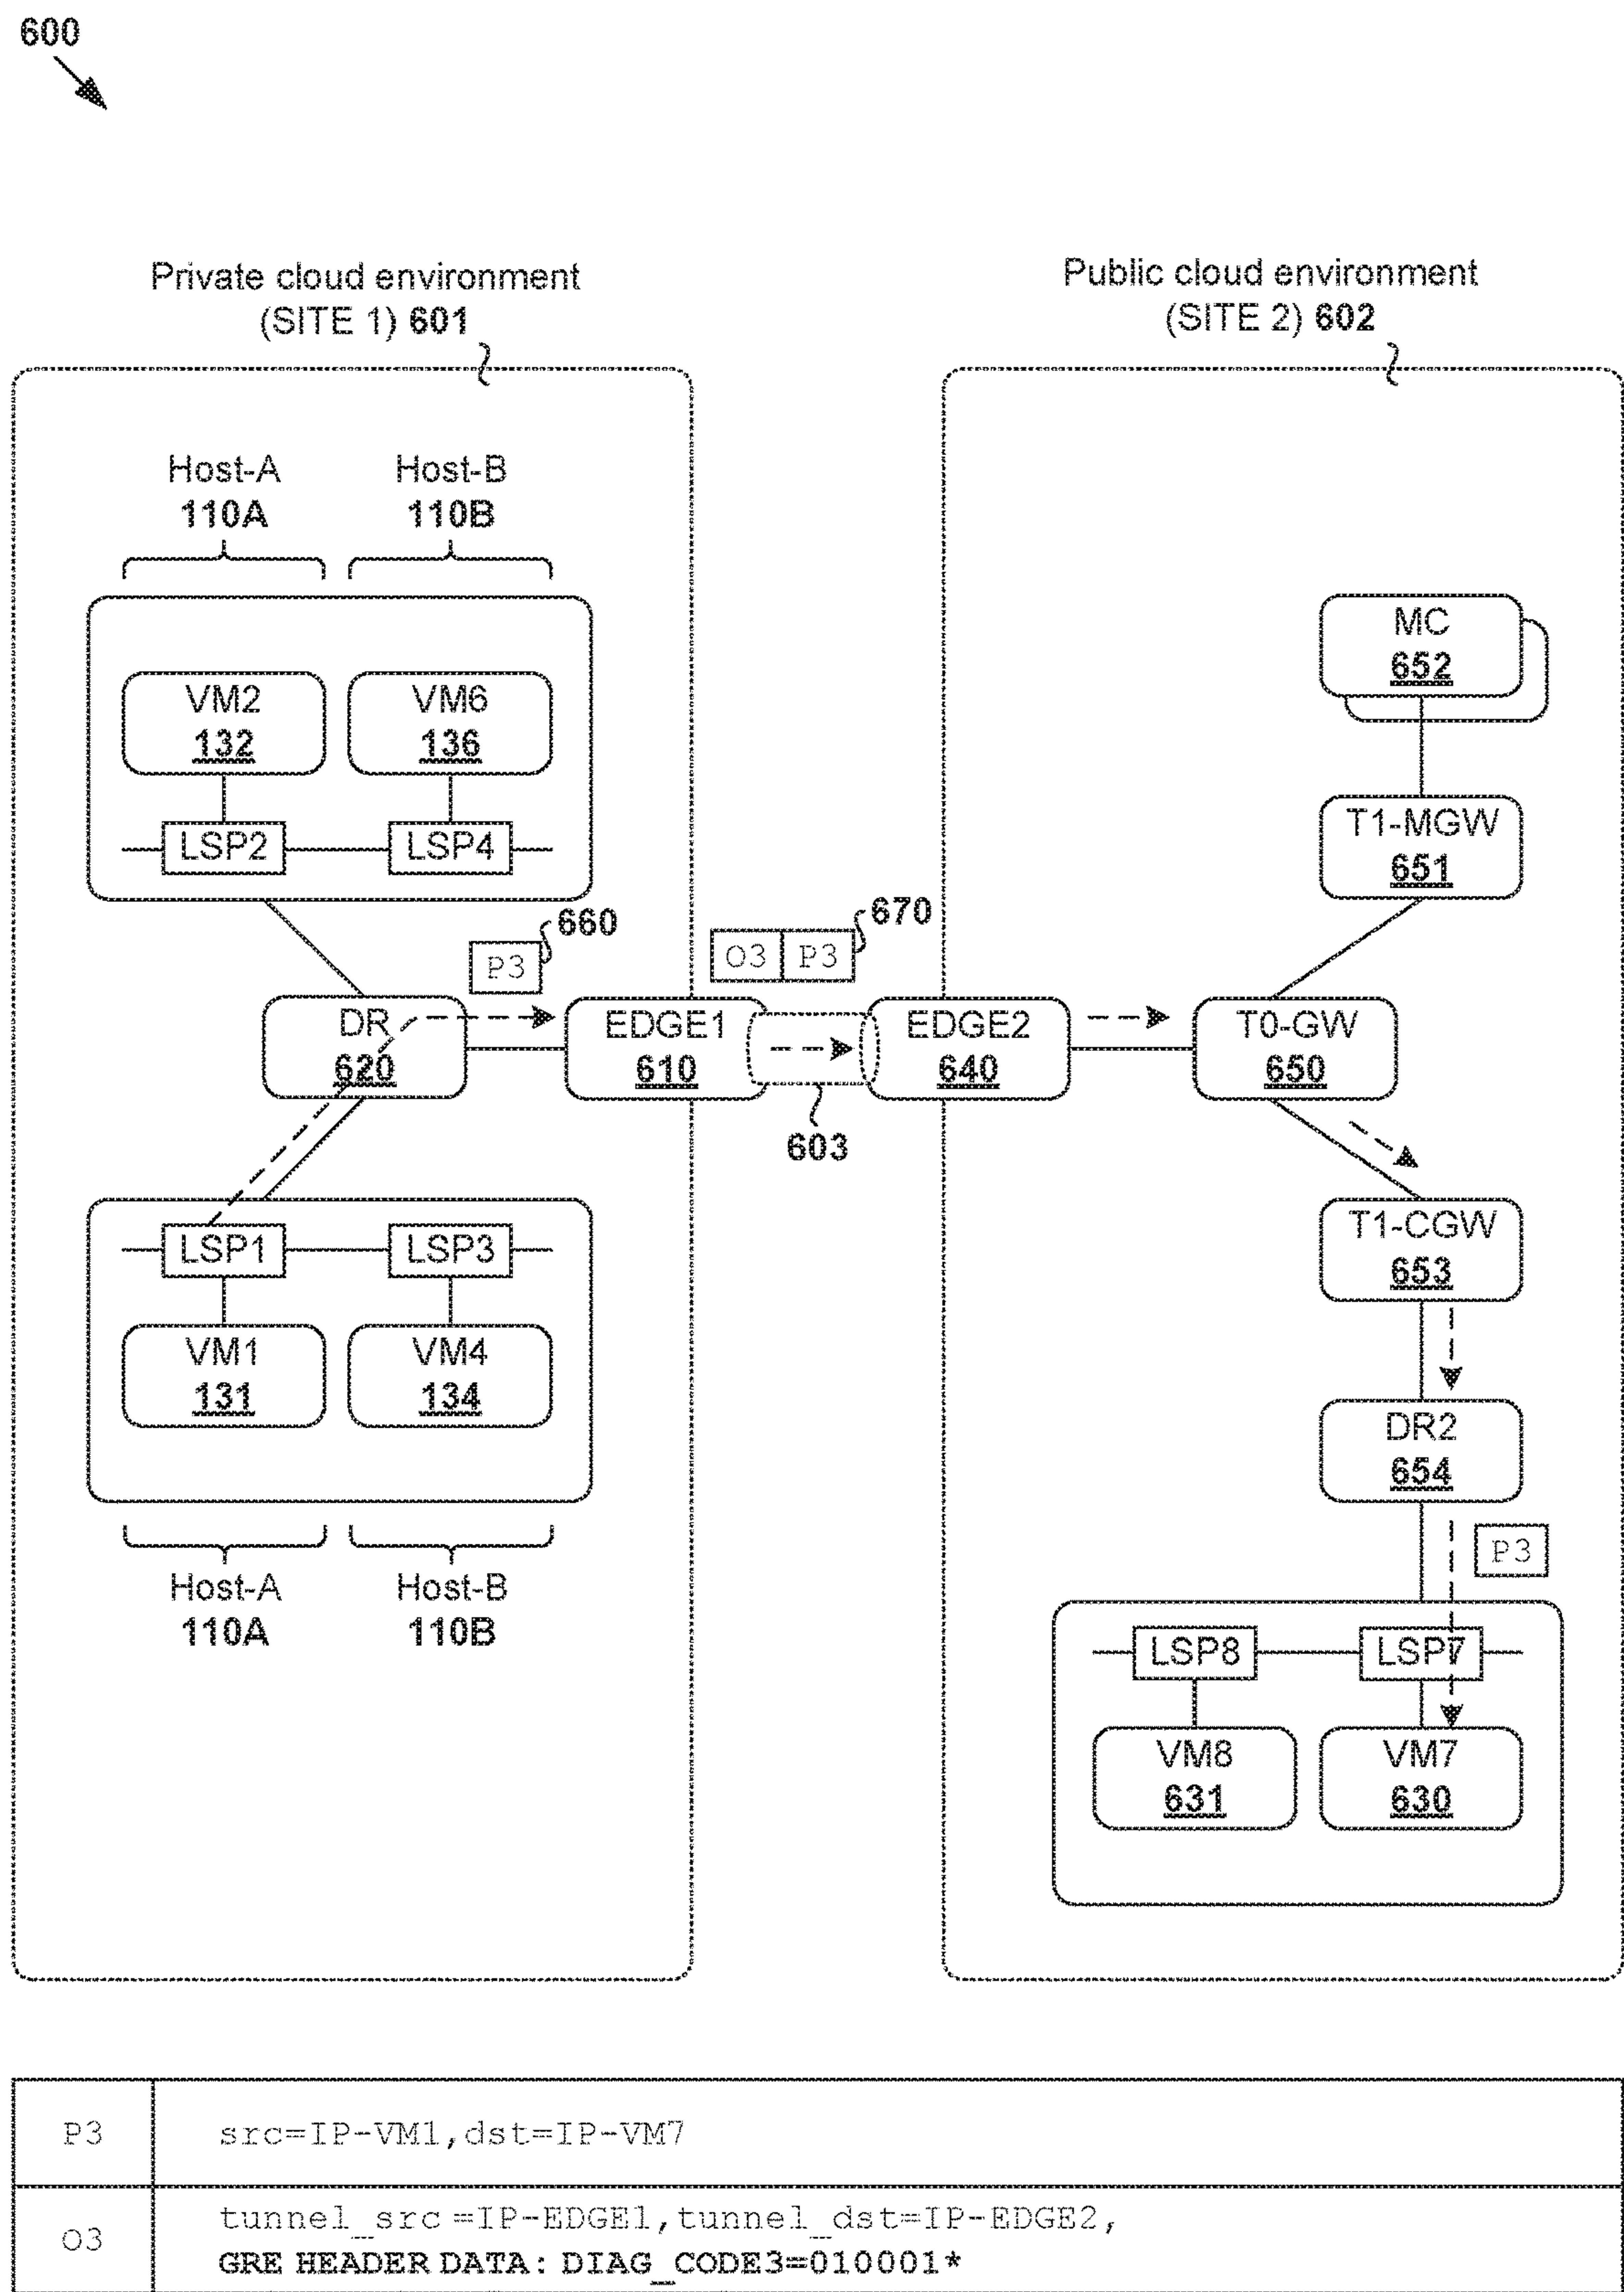 600
Private cloud environment
(SITE 1) 601
Public cloud environment
(SITE 2) 602
Host-A
110A
Host-B
110B
VM2
132
VM6
136
LSP2
LSP4
MC
652
T1-MGW
651
P3
660
O3
P3
670
DR
620
EDGE1
610
EDGE2
640
T0-GW
650
603
LSP1
LSP3
VM1
131
VM4
134
Host-A
110A
Host-B
110B
T1-CGW
653
DR2
654
P3
LSP8
LSP7
VM8
631
VM7
630
P3
src=IP-VM1,dst=IP-VM7
O3
tunnel_src=IP-EDGE1,tunnel_dst=IP-EDGE2,
GRE HEADER DATA: DIAG_CODE3=010001*